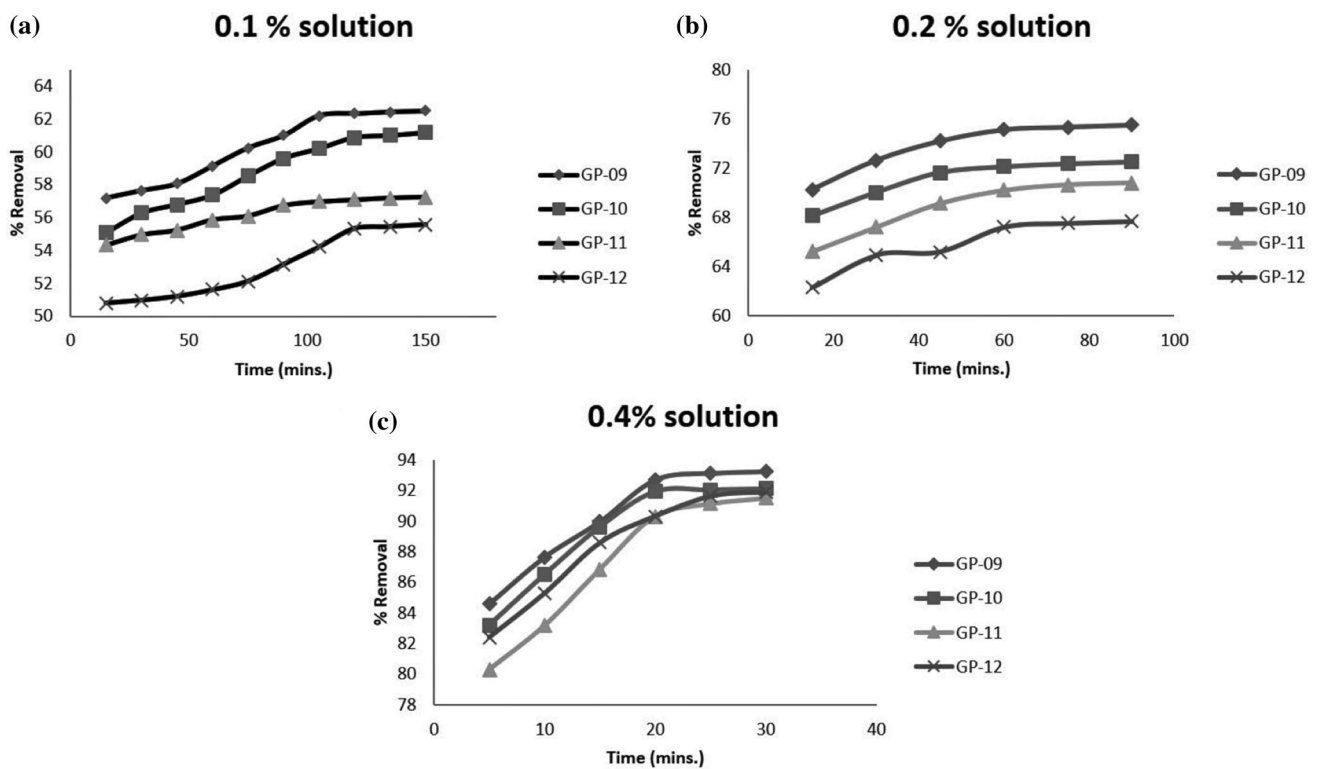 (a)
0.1 % solution
64
62
60
58
56
54
52
50
% Removal
0
50
100
150
Time (mins.)
GP-09
GP-10
GP-11
GP-12
(b)
0.2 % solution
80
76
72
68
64
60
% Removal
0
20
40
60
80
100
Time (mins.)
GP-09
GP-10
GP-11
GP-12
(c)
0.4% solution
94
92
90
88
86
84
82
80
78
% Removal
0
10
20
30
40
Time (mins.)
GP-09
GP-10
GP-11
GP-12